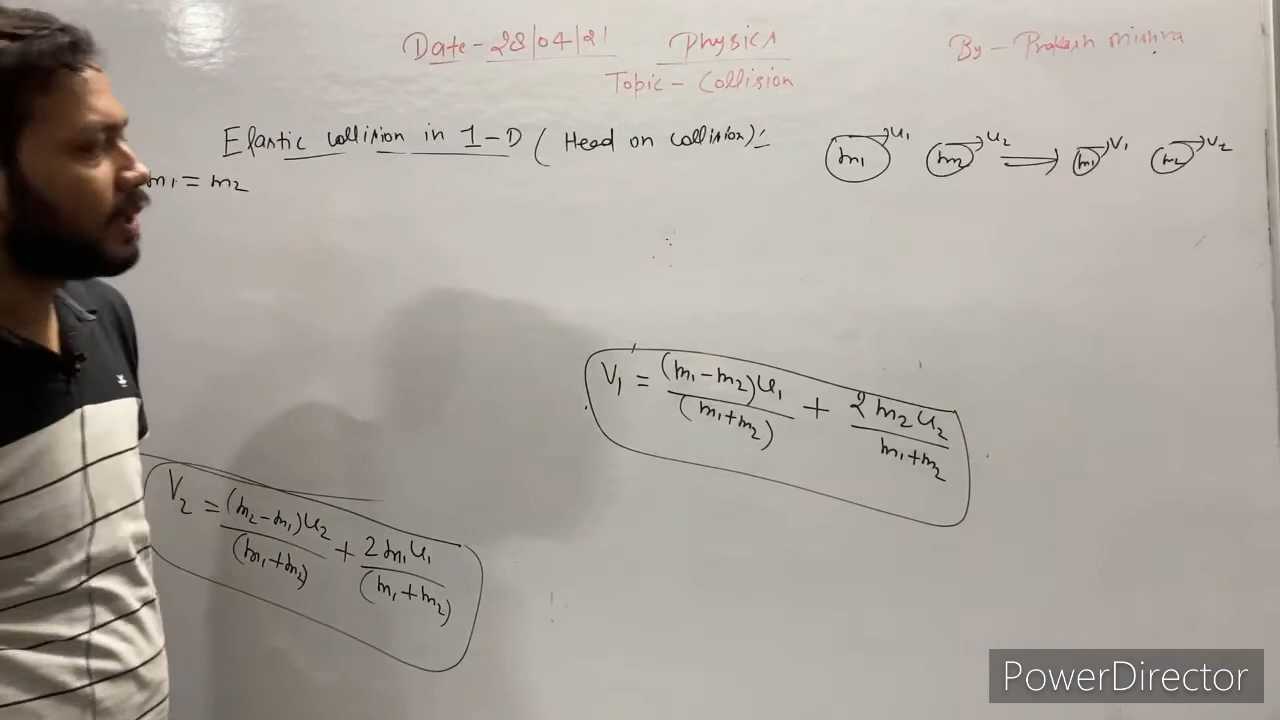 Date - 28/04/21 Physics By - Prakash mishra
Topic - Collision
Elastic collision in 1-D ( Head on collision) :-
m₁ u₁ m₂ u₂ ⟹ m₁ v₁ m₂ v₂
m₁ = m₂
V₁ = (m₁-m₂)u₁/(m₁+m₂) + 2m₂u₂/m₁+m₂
V₂ = (m₂-m₁)u₂/(m₁+m₂) + 2m₁u₁/(m₁+m₂)
PowerDirector